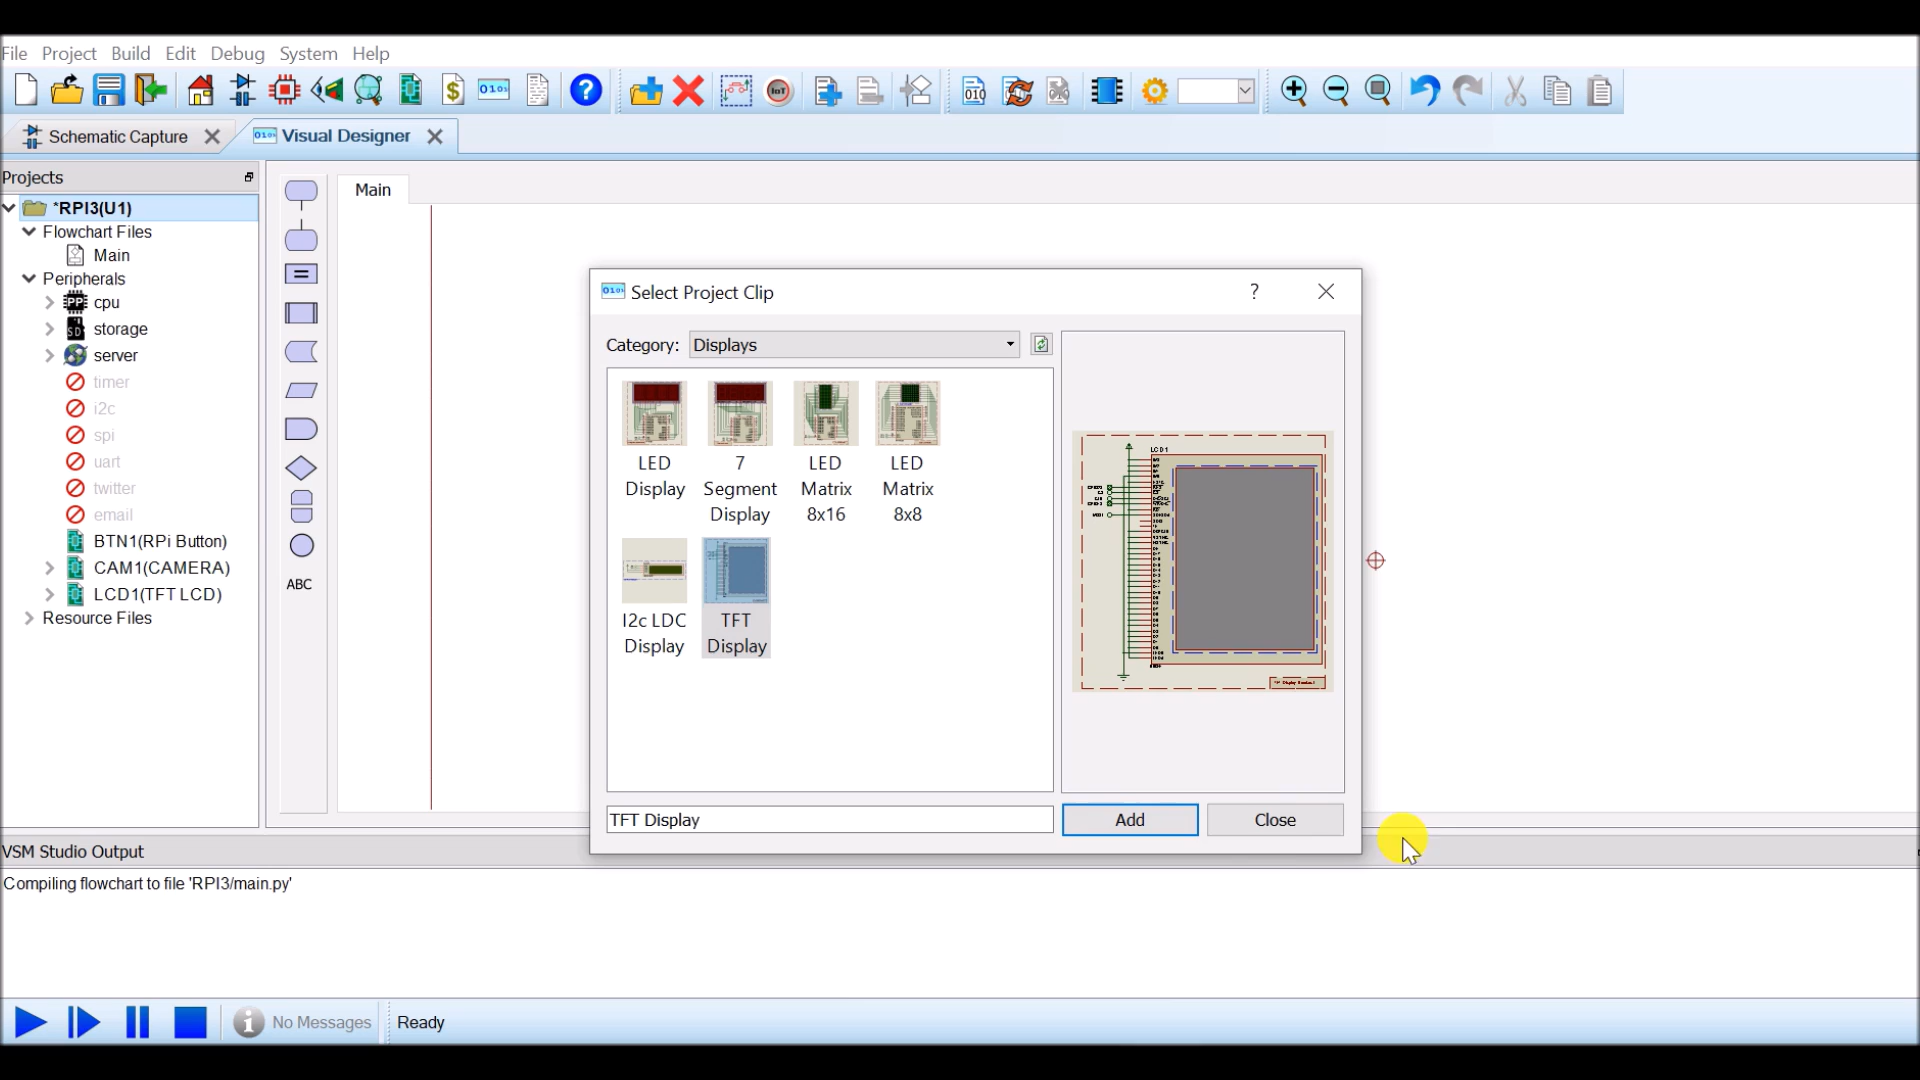 File Project Build Edit Debug System Help
Schematic Capture Visual Designer
Projects
*RPI3(U1)
Flowchart Files
Main
Peripherals
cpu
storage
server
timer
i2c
spi
uart
twitter
email
BTN1(RPi Button)
CAM1(CAMERA)
LCD1(TFT LCD)
Resource Files
ABC
Main
Select Project Clip
Category: Displays
LED
Display
7
Segment
Display
LED
Matrix
8x16
LED
Matrix
8x8
I2c LDC
Display
TFT
Display
LCD1
TFT Display
Add
Close
VSM Studio Output
Compiling flowchart to file 'RPI3/main.py'
No Messages
Ready